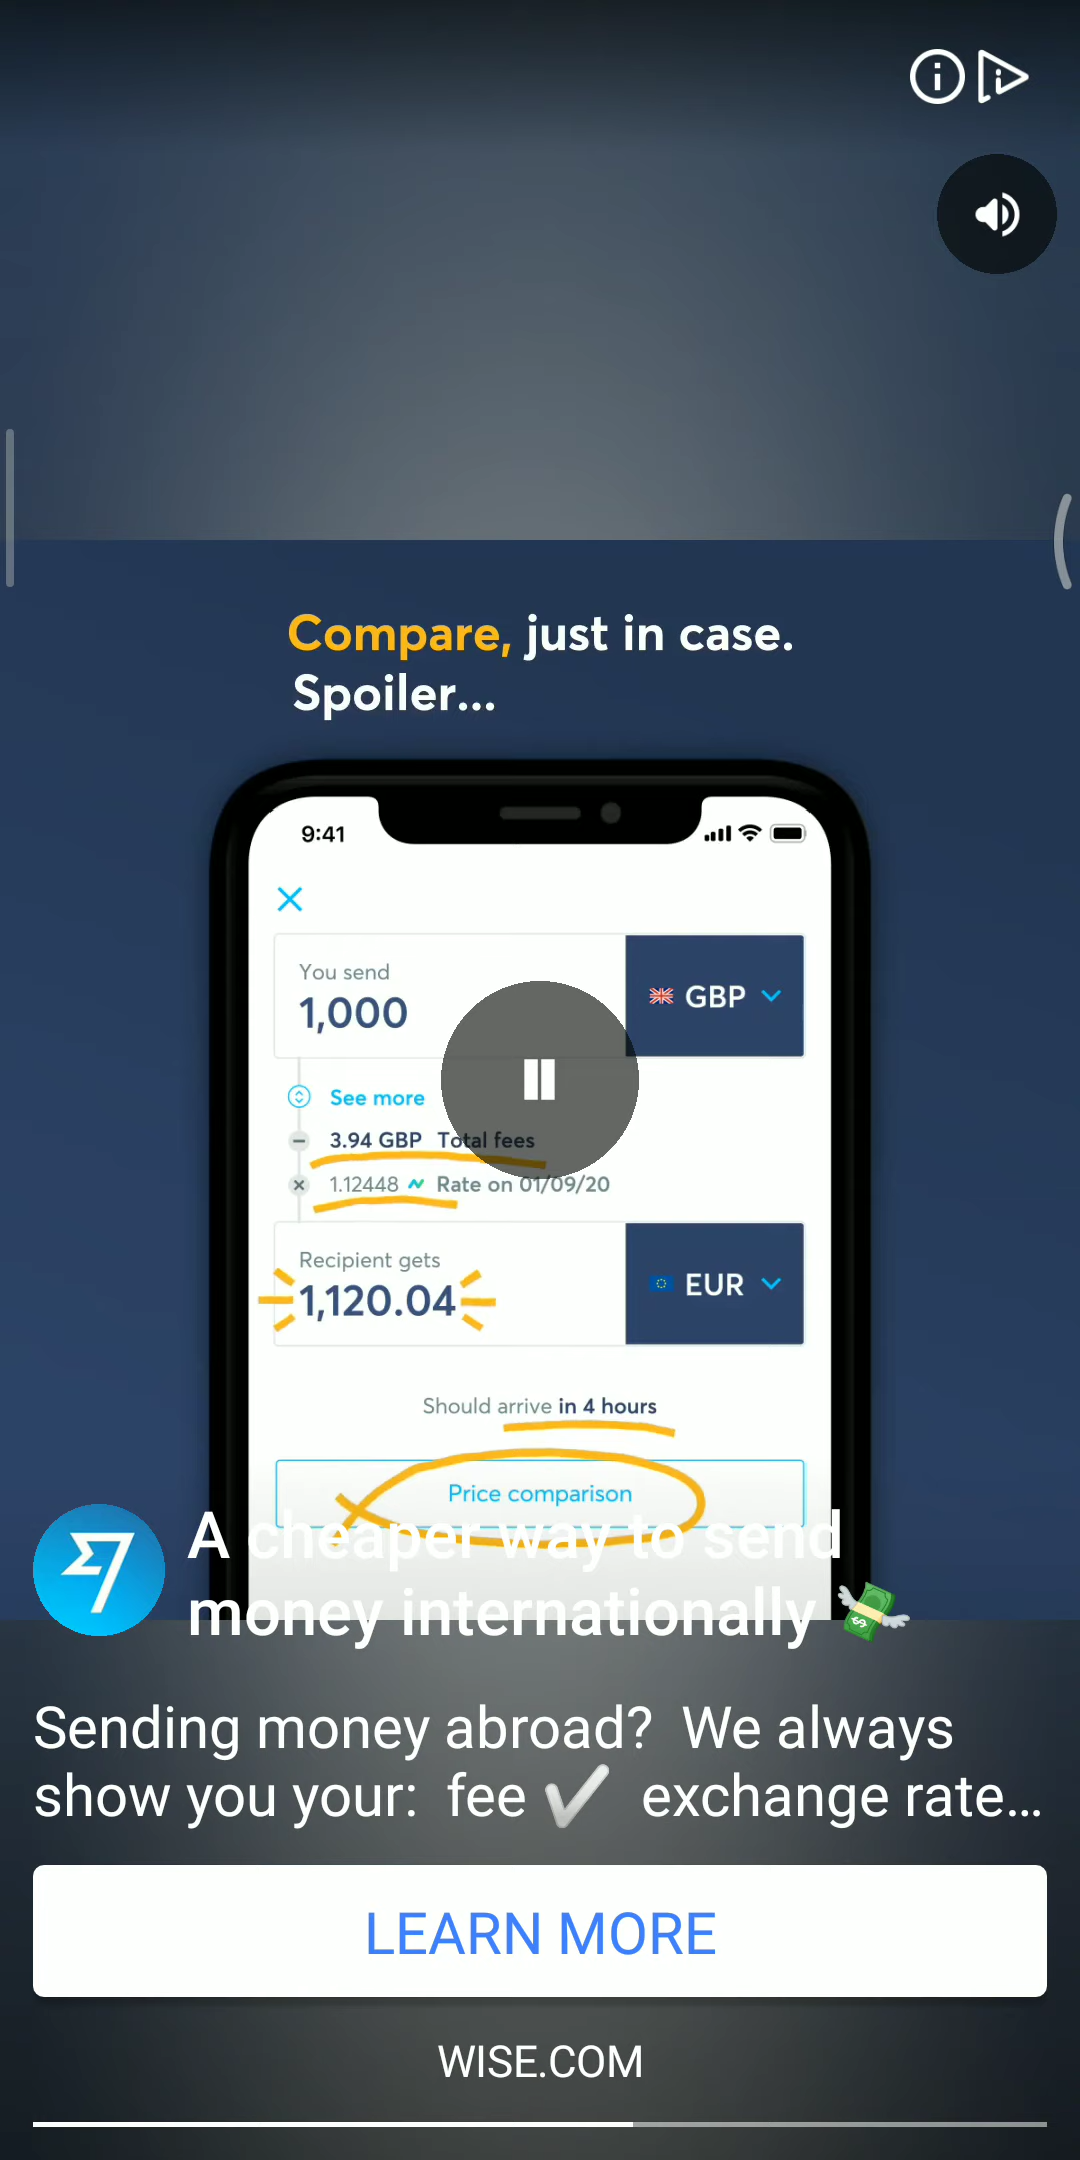 Compare, just in case.
Spoiler...
9:41
You send
1,000
GBP
See more
3.94 GBP Total fees
1.12448 Rate on 01/09/20
Recipient gets
1,120.04
EUR
Should arrive in 4 hours
Price comparison
A cheaper way to send
money internationally 💸
Sending money abroad?  We always
show you your:  fee ✔️  exchange rate...
LEARN MORE
WISE.COM